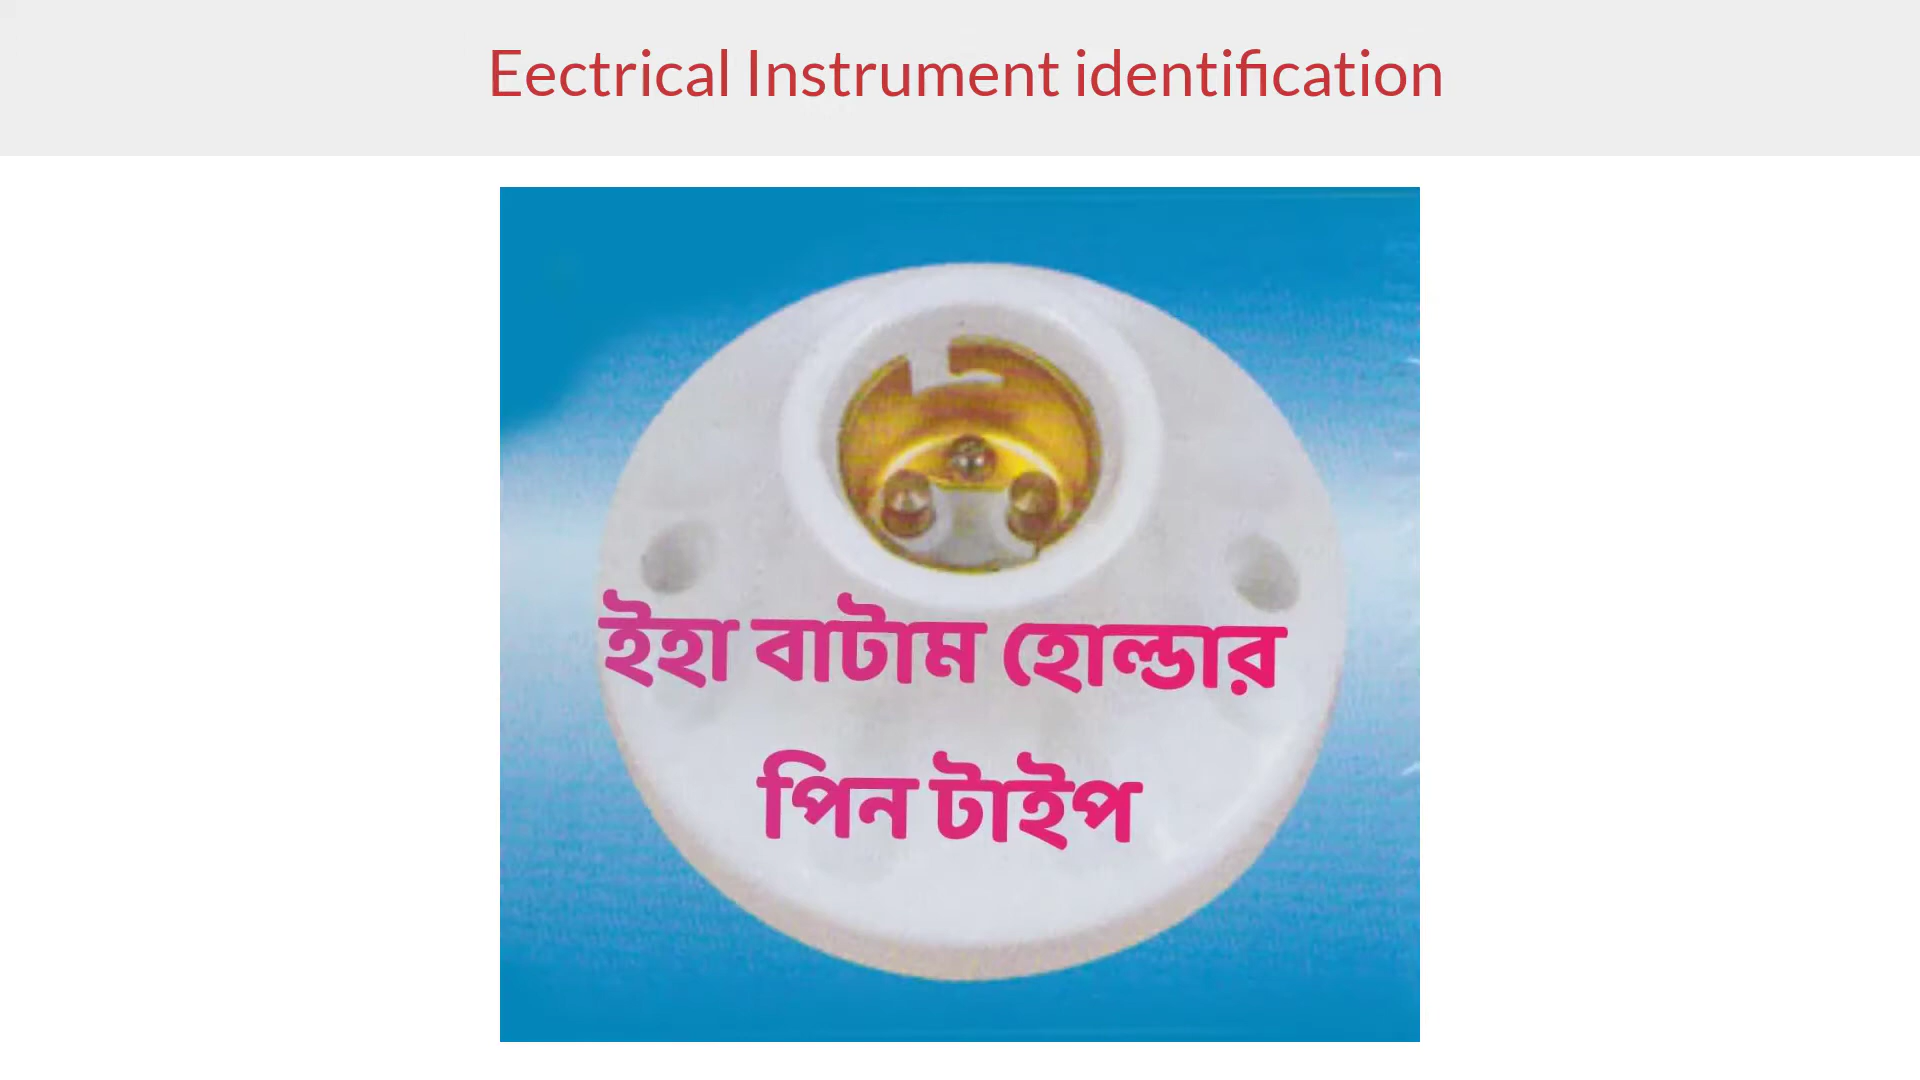 Eectrical Instrument identification
ইহা বাটাম হোল্ডার
পিন টাইপ